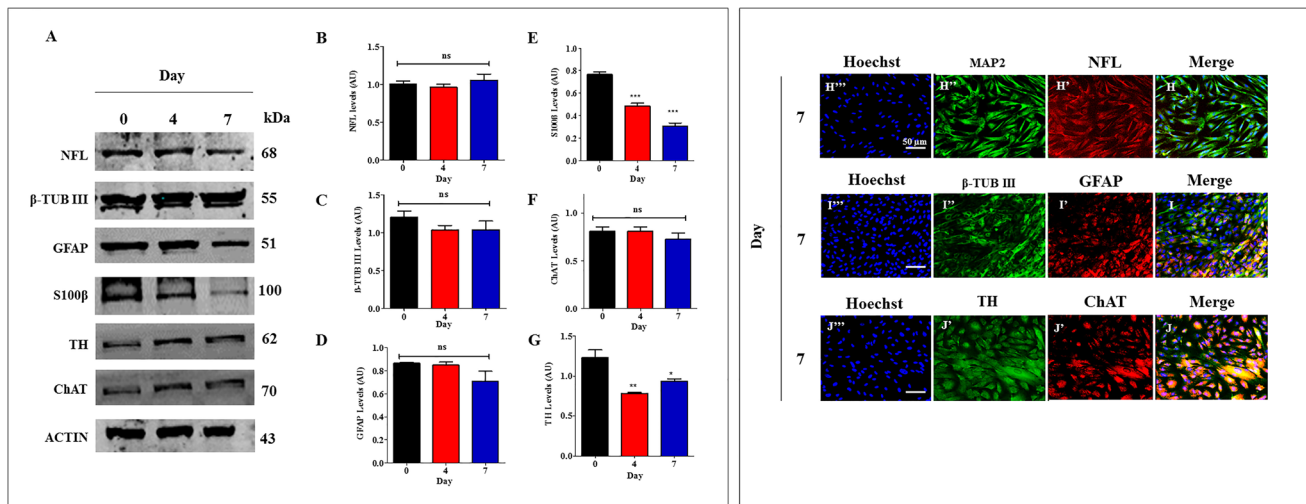 A
Day
0 4 7 kDa
NFL 68
β-TUB III 55
GFAP 51
S100β 100
TH 62
ChAT 70
ACTIN 43
B
NFL levels (AU)
1.5
1.0
0.5
0.0
ns
0 4 7
Day
C
β-TUB III Levels (AU)
1.5
1.0
0.5
0.0
ns
0 4 7
Day
D
GFAP Levels (AU)
1.0
0.8
0.6
0.4
0.2
0.0
ns
0 4 7
Day
E
S100β Levels (AU)
1.0
0.8
0.6
0.4
0.2
0.0
***
***
0 4 7
Day
F
ChAT Levels (AU)
1.0
0.5
0.0
ns
0 4 7
Day
G
TH Levels (AU)
1.5
1.0
0.5
0.0
**
*
0 4 7
Day
Day
Hoechst MAP2 NFL Merge
7
H''' H'' H' H
50 µm
Hoechst β-TUB III GFAP Merge
7
I''' I'' I' I
Hoechst TH ChAT Merge
7
J''' J' J' J